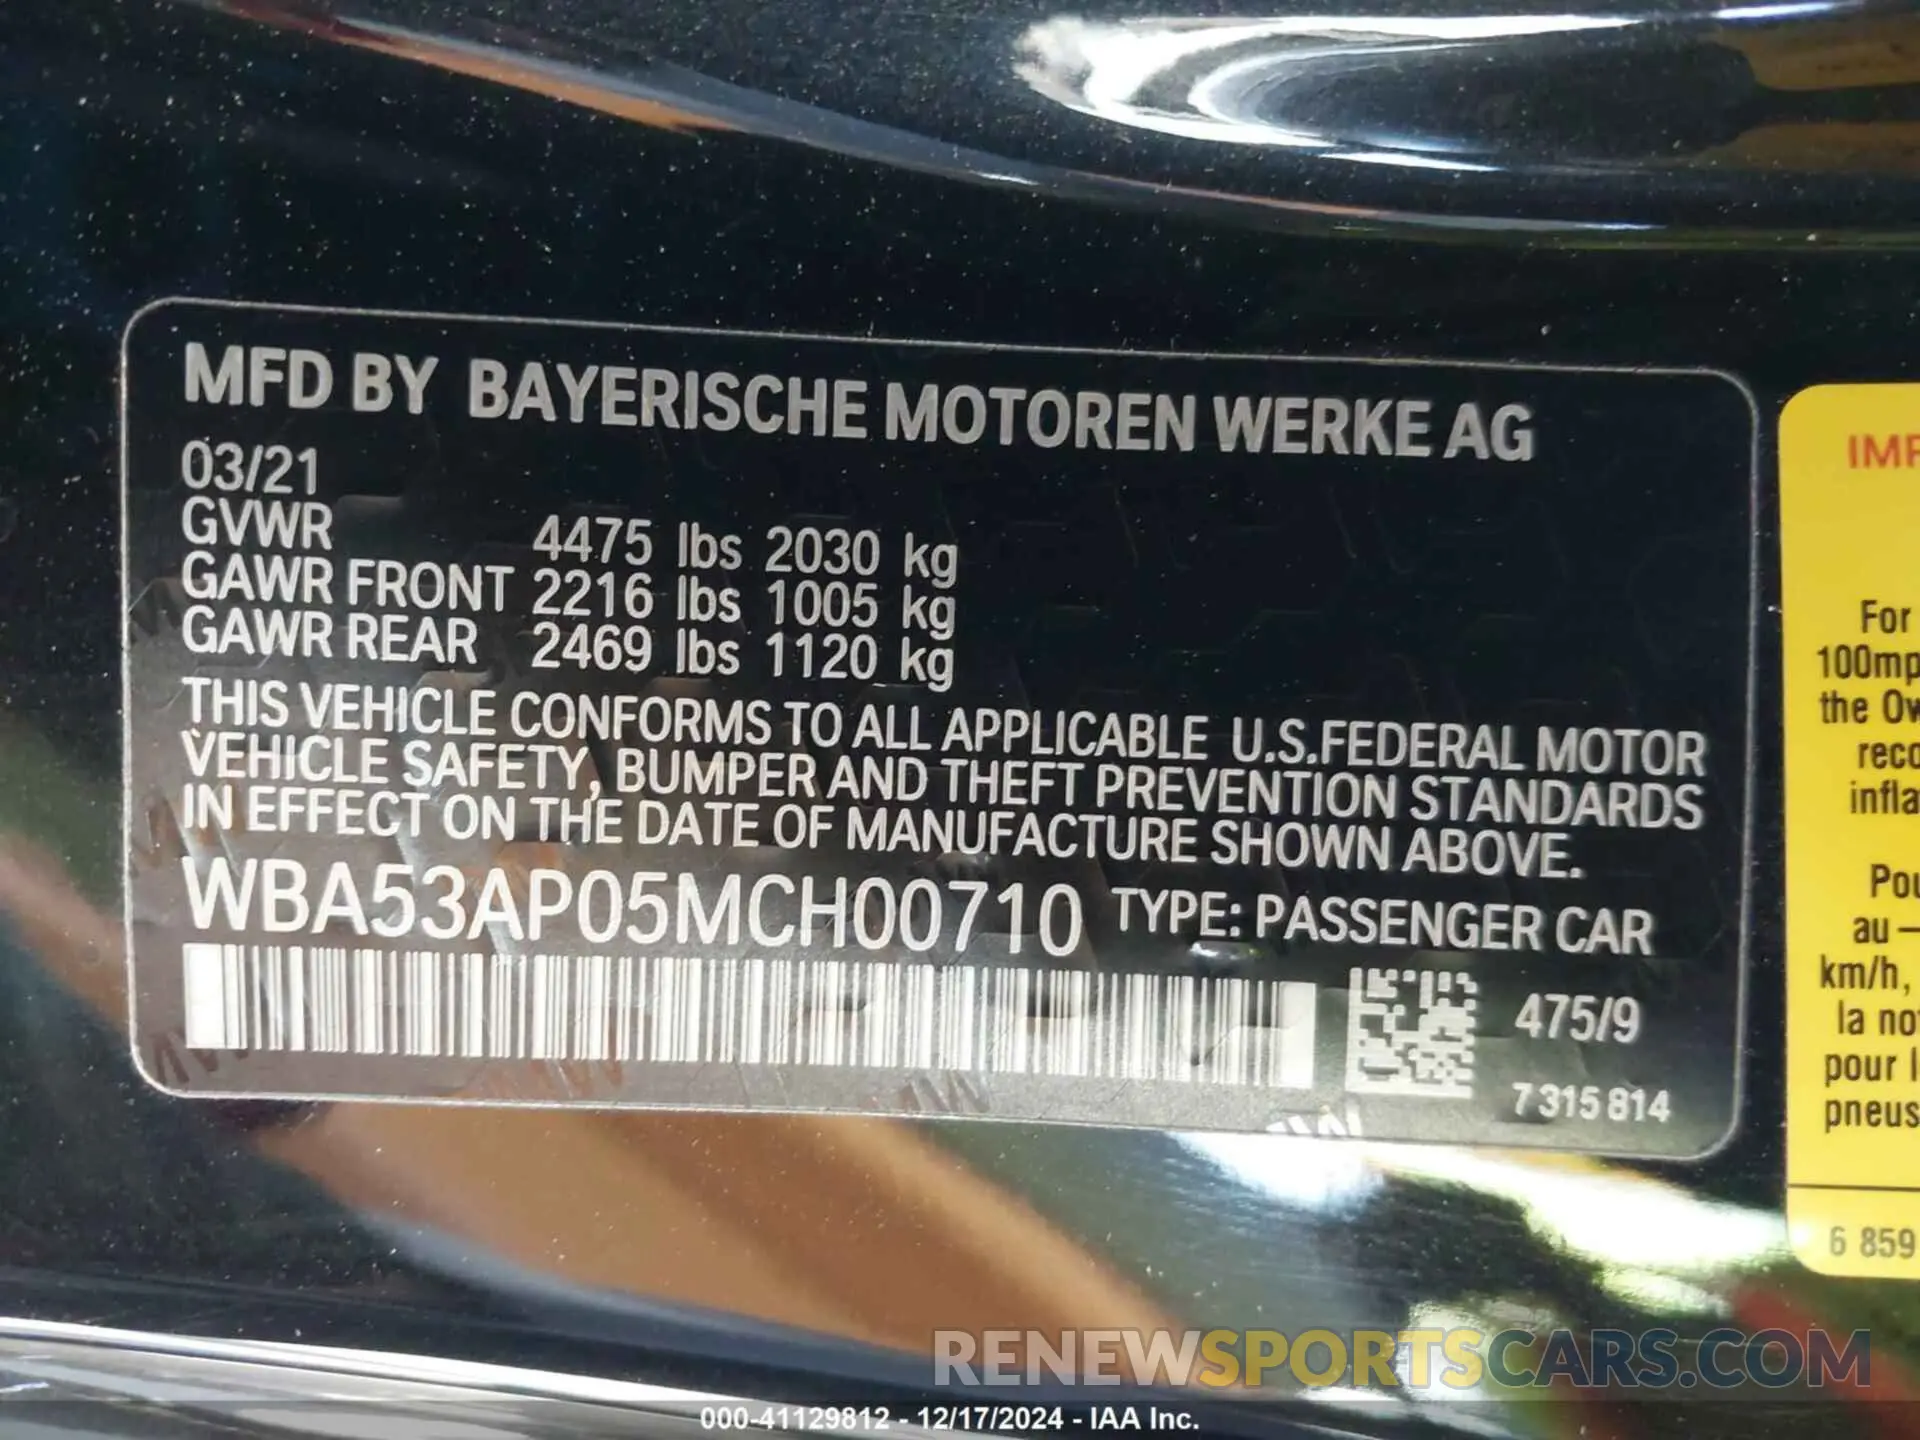 MFD BY BAYERISCHE MOTOREN WERKE AG
03/21
GVWR 4475 lbs 2030 kg
GAWR FRONT 2216 lbs 1005 kg
GAWR REAR 2469 lbs 1120 kg
THIS VEHICLE CONFORMS TO ALL APPLICABLE U.S.FEDERAL MOTOR
VEHICLE SAFETY, BUMPER AND THEFT PREVENTION STANDARDS
IN EFFECT ON THE DATE OF MANUFACTURE SHOWN ABOVE.
WBA53AP05MCH00710 TYPE: PASSENGER CAR
475/9
7 315 814
IMP
For
100mp
the Ow
reco
infla
Pou
au —
km/h,
la no
pour l
pneus
6 859
RENEWSPORTSCARS.COM
000-41129812 - 12/17/2024 - IAA Inc.